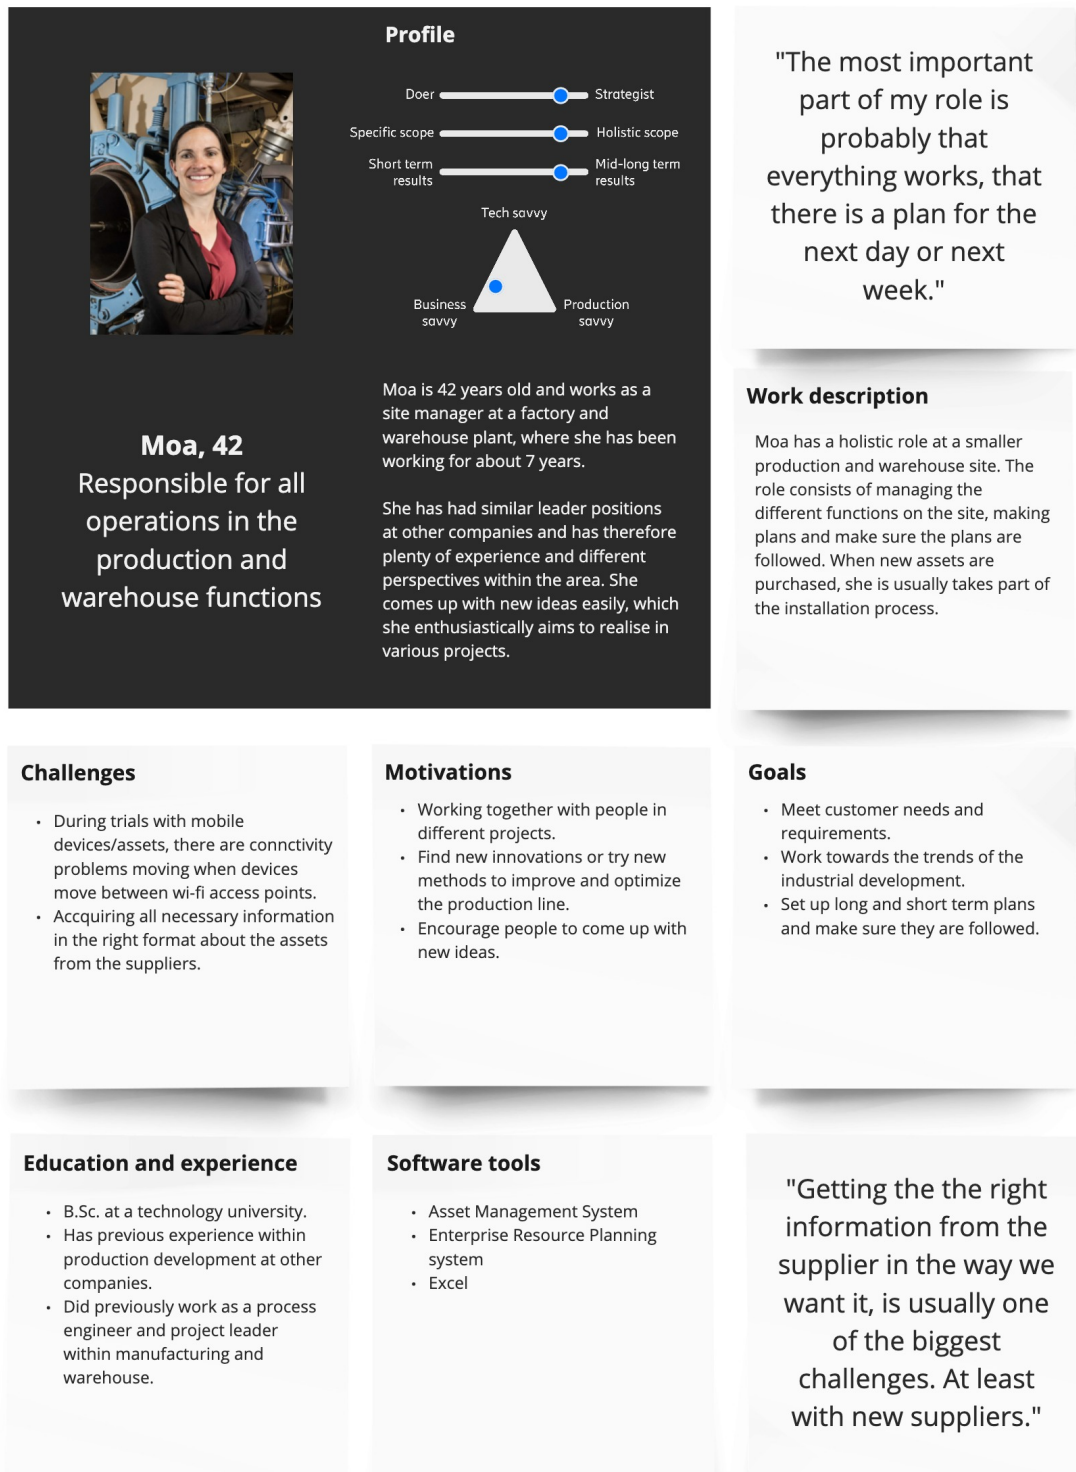 Profile
Doer
Strategist
Specific scope
Holistic scope
Short term
results
Mid-long term
results
Tech savvy
Business
savvy
Production
savvy
Moa, 42
Responsible for all
operations in the
production and
warehouse functions
Moa is 42 years old and works as a
site manager at a factory and
warehouse plant, where she has been
working for about 7 years.
She has had similar leader positions
at other companies and has therefore
plenty of experience and different
perspectives within the area. She
comes up with new ideas easily, which
she enthusiastically aims to realise in
various projects.
"The most important
part of my role is
probably that
everything works, that
there is a plan for the
next day or next
week."
Work description
Moa has a holistic role at a smaller
production and warehouse site. The
role consists of managing the
different functions on the site, making
plans and make sure the plans are
followed. When new assets are
purchased, she is usually takes part of
the installation process.
Challenges
• During trials with mobile
devices/assets, there are connctivity
problems moving when devices
move between wi-fi access points.
• Accquiring all necessary information
in the right format about the assets
from the suppliers.
Motivations
• Working together with people in
different projects.
• Find new innovations or try new
methods to improve and optimize
the production line.
• Encourage people to come up with
new ideas.
Goals
• Meet customer needs and
requirements.
• Work towards the trends of the
industrial development.
• Set up long and short term plans
and make sure they are followed.
Education and experience
• B.Sc. at a technology university.
• Has previous experience within
production development at other
companies.
• Did previously work as a process
engineer and project leader
within manufacturing and
warehouse.
Software tools
• Asset Management System
• Enterprise Resource Planning
system
• Excel
"Getting the the right
information from the
supplier in the way we
want it, is usually one
of the biggest
challenges. At least
with new suppliers."